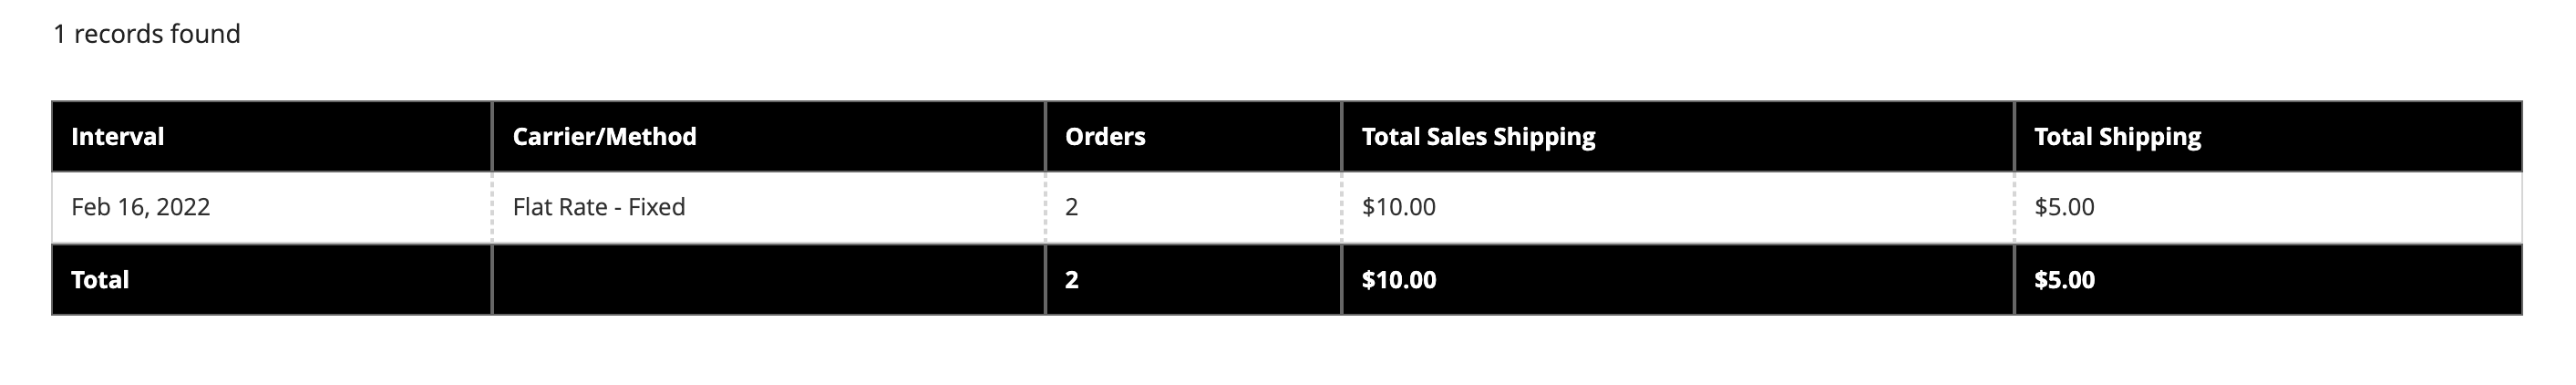 1 records found
Interval Carrier/Method Orders Total Sales Shipping Total Shipping
Feb 16, 2022 Flat Rate - Fixed 2 $10.00 $5.00
Total 2 $10.00 $5.00